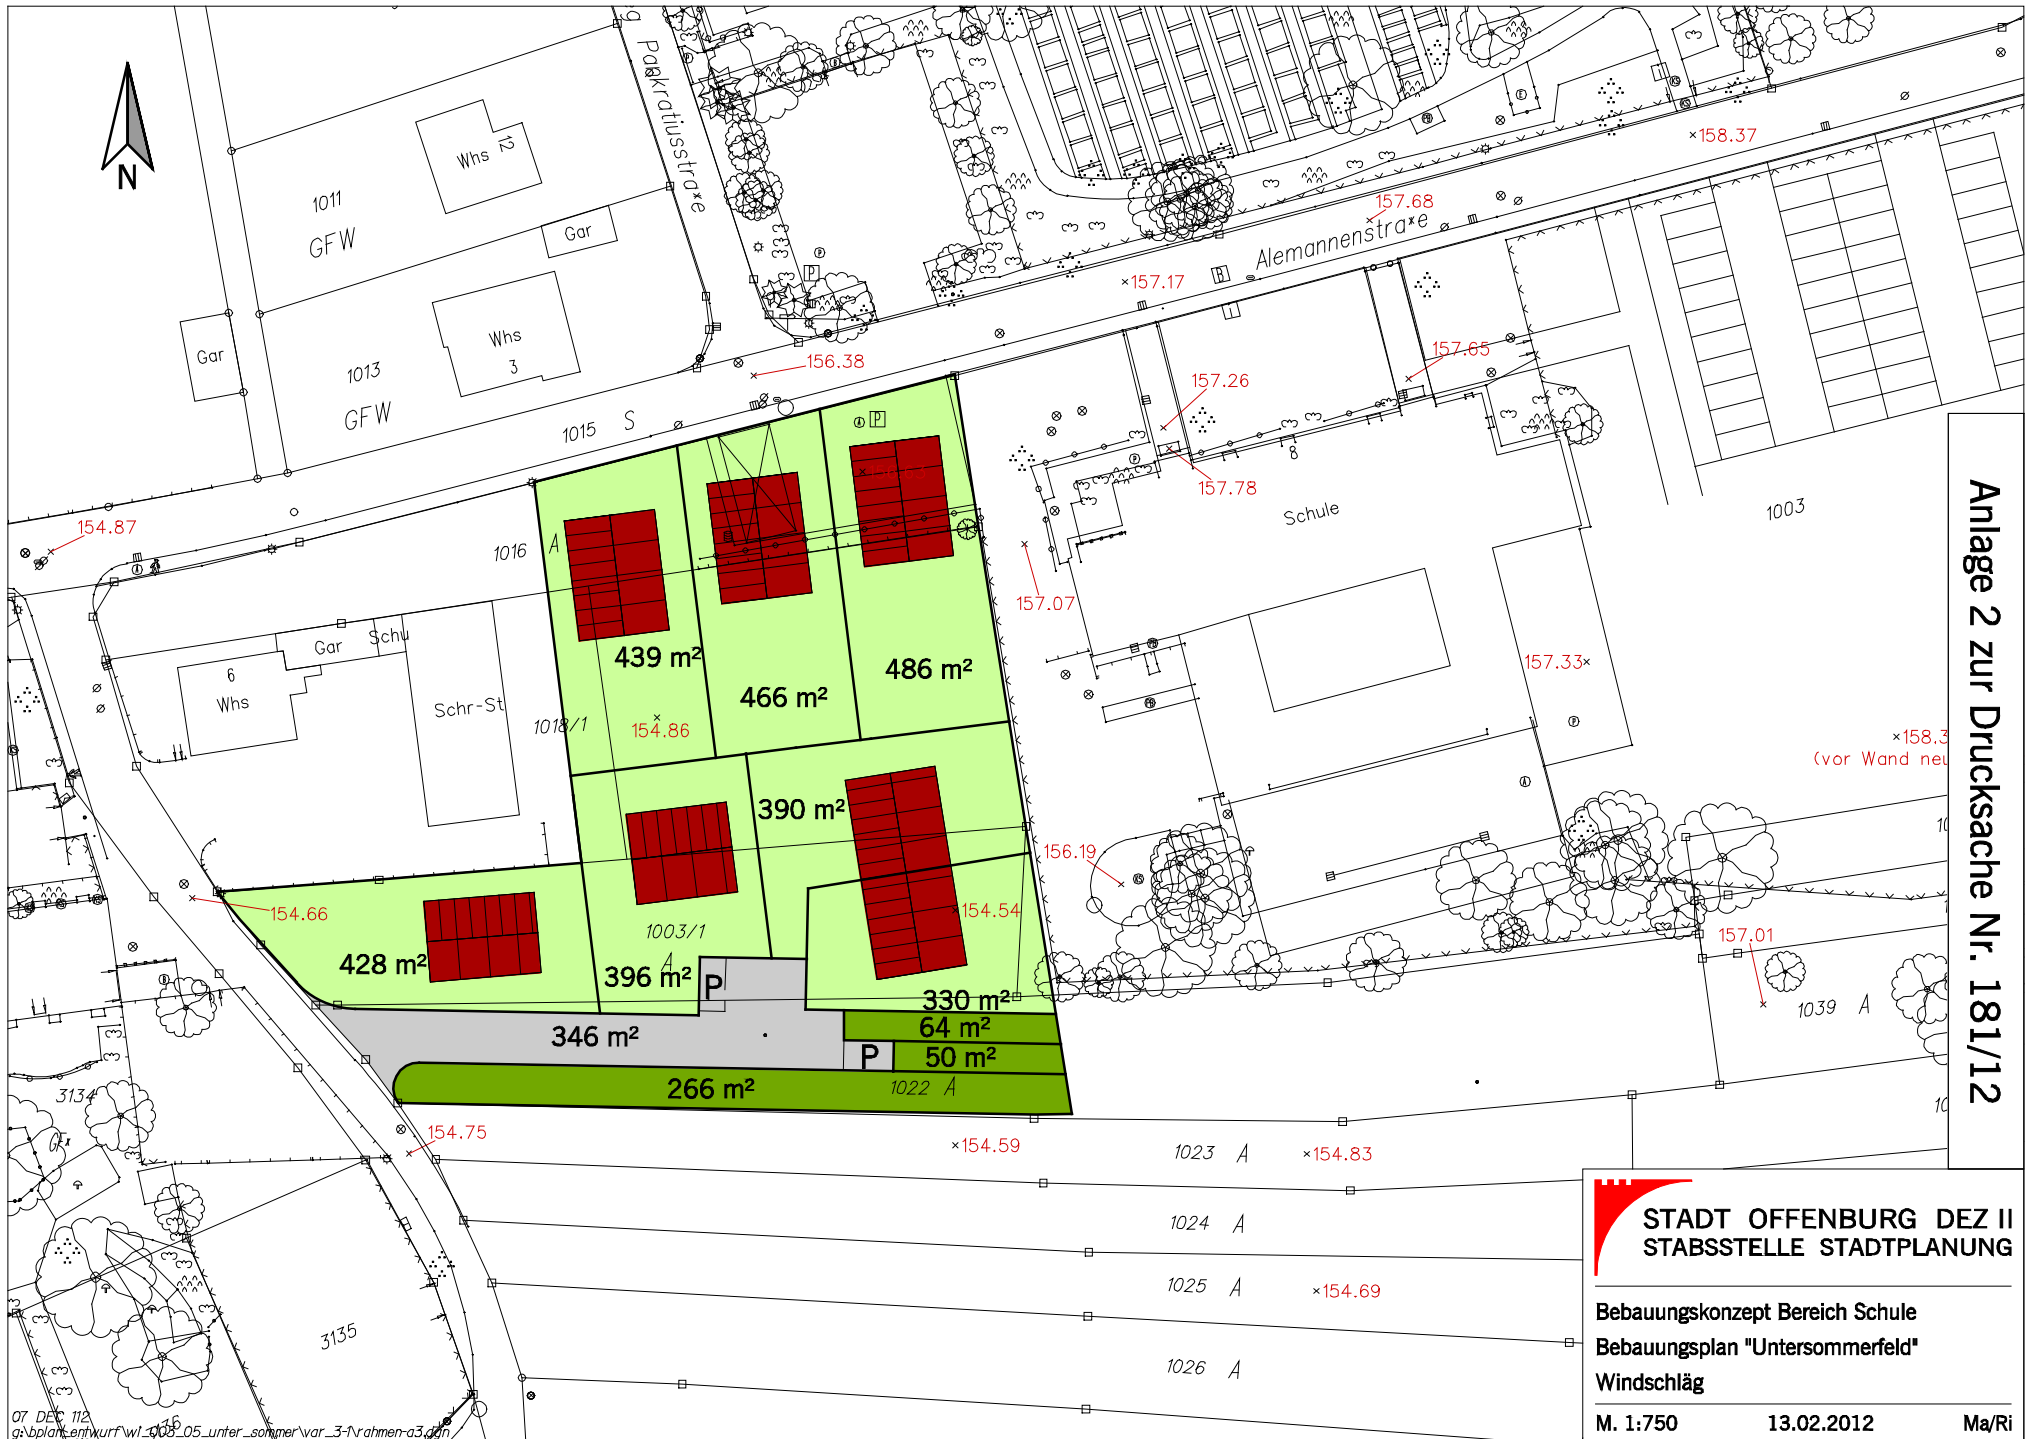 Pankratiusstra*e
Whs 12
1011
GFW
Gar
158.37
157.68
Alemannenstra*e
157.17
N
Whs
3
Gar
1013
GFW
156.38
157.65
157.26
1015 S
P
P
B
157.78
8
Schule
1003
154.87
1016 A
157.07
6
Whs
Gar
Schu
Schr-St
439 m²
466 m²
486 m²
157.33
1018/1
154.86
158.3
(vor Wand neu
390 m²
156.19
154.66
154.54
1003/1
A
428 m²
396 m²
P
330 m²
157.01
1039 A
346 m²
64 m²
P
50 m²
266 m²
1022 A
3134
154.75
154.59
1023 A
154.83
1024 A
1025 A
154.69
3135
1026 A
Anlage 2 zur Drucksache Nr. 181/12
STADT OFFENBURG DEZ II
STABSSTELLE STADTPLANUNG
Bebauungskonzept Bereich Schule
Bebauungsplan "Untersommerfeld"
Windschläg
M. 1:750 13.02.2012 Ma/Ri
07 DEC 112